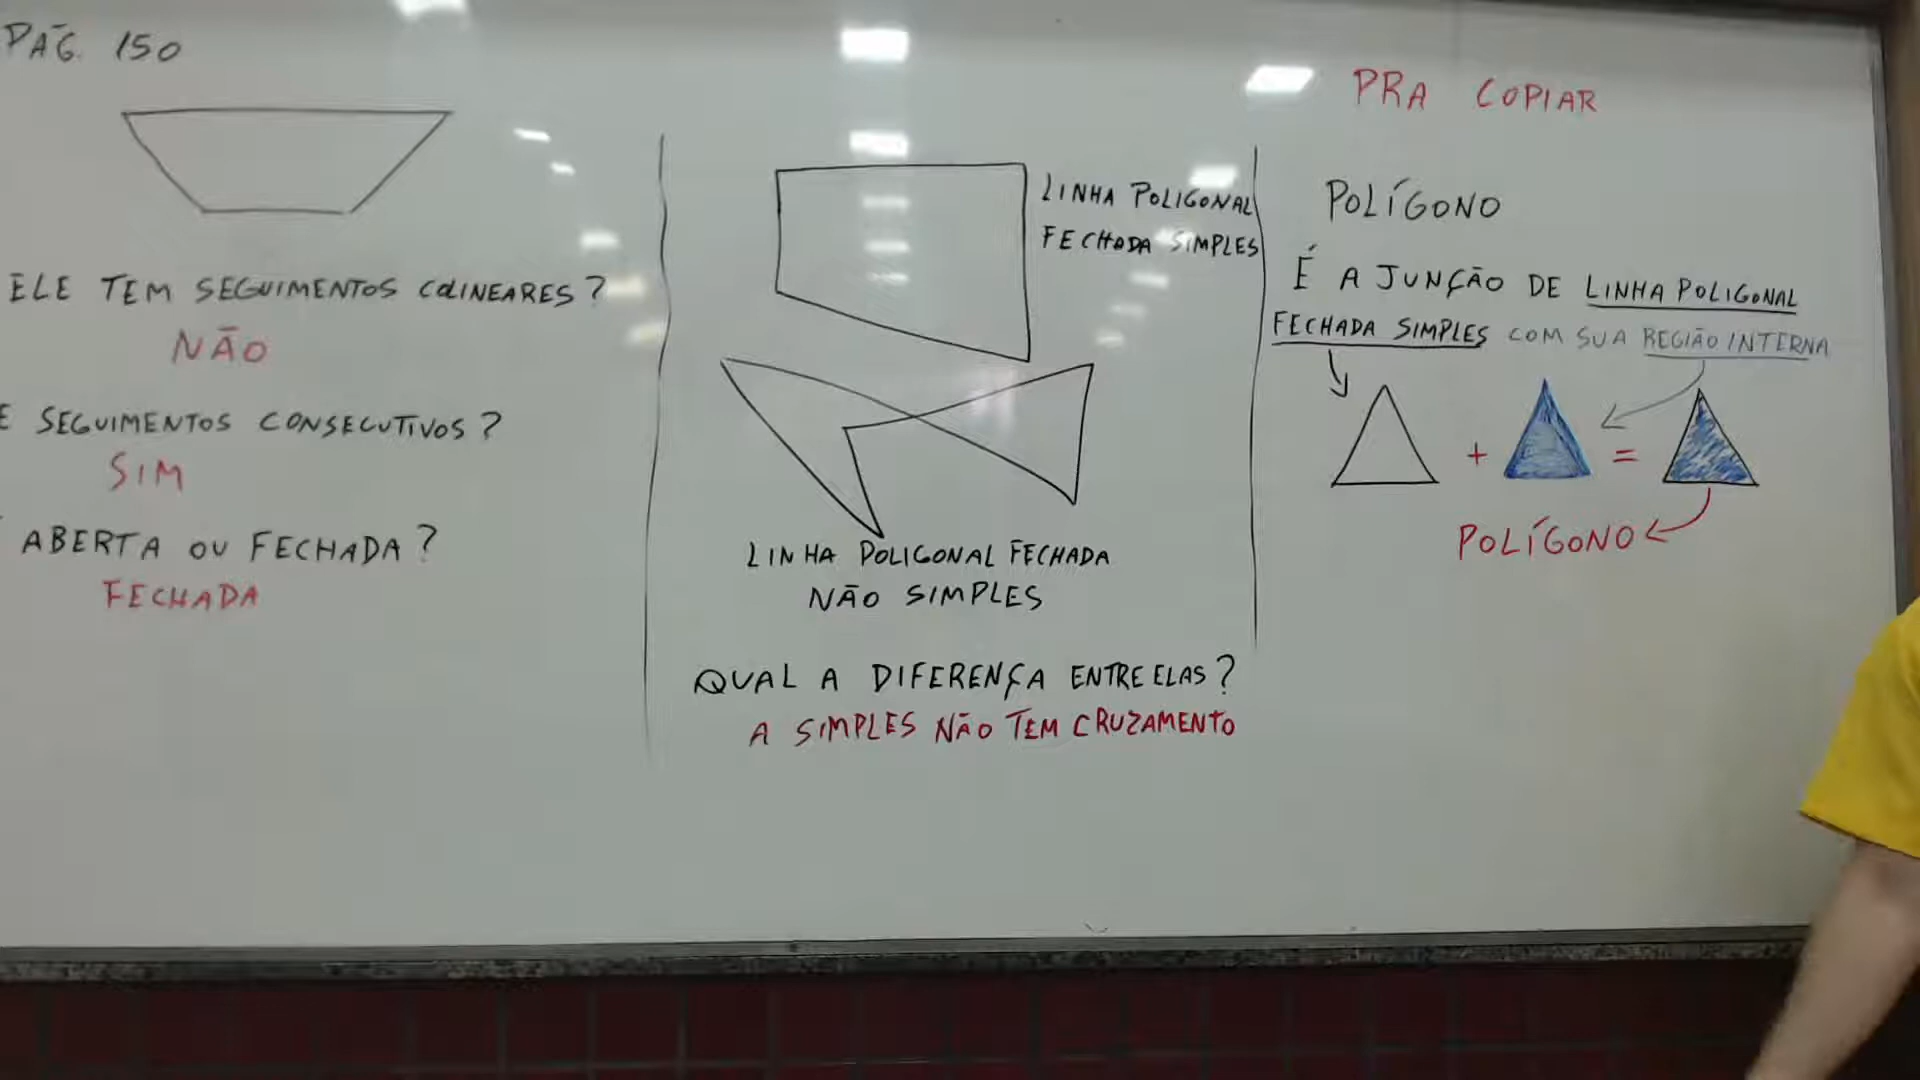 PÁG. 150
ELE TEM SEGUIMENTOS COLINEARES?
NÃO
E SEGUIMENTOS CONSECUTIVOS?
SIM
ABERTA OU FECHADA?
FECHADA
LINHA POLIGONAL
FECHADA SIMPLES
LINHA POLIGONAL FECHADA
NÃO SIMPLES
QUAL A DIFERENÇA ENTRE ELAS?
A SIMPLES NÃO TEM CRUZAMENTO
PRA COPIAR
POLÍGONO
É A JUNÇÃO DE LINHA POLIGONAL
FECHADA SIMPLES COM SUA REGIÃO INTERNA
+ =
POLÍGONO